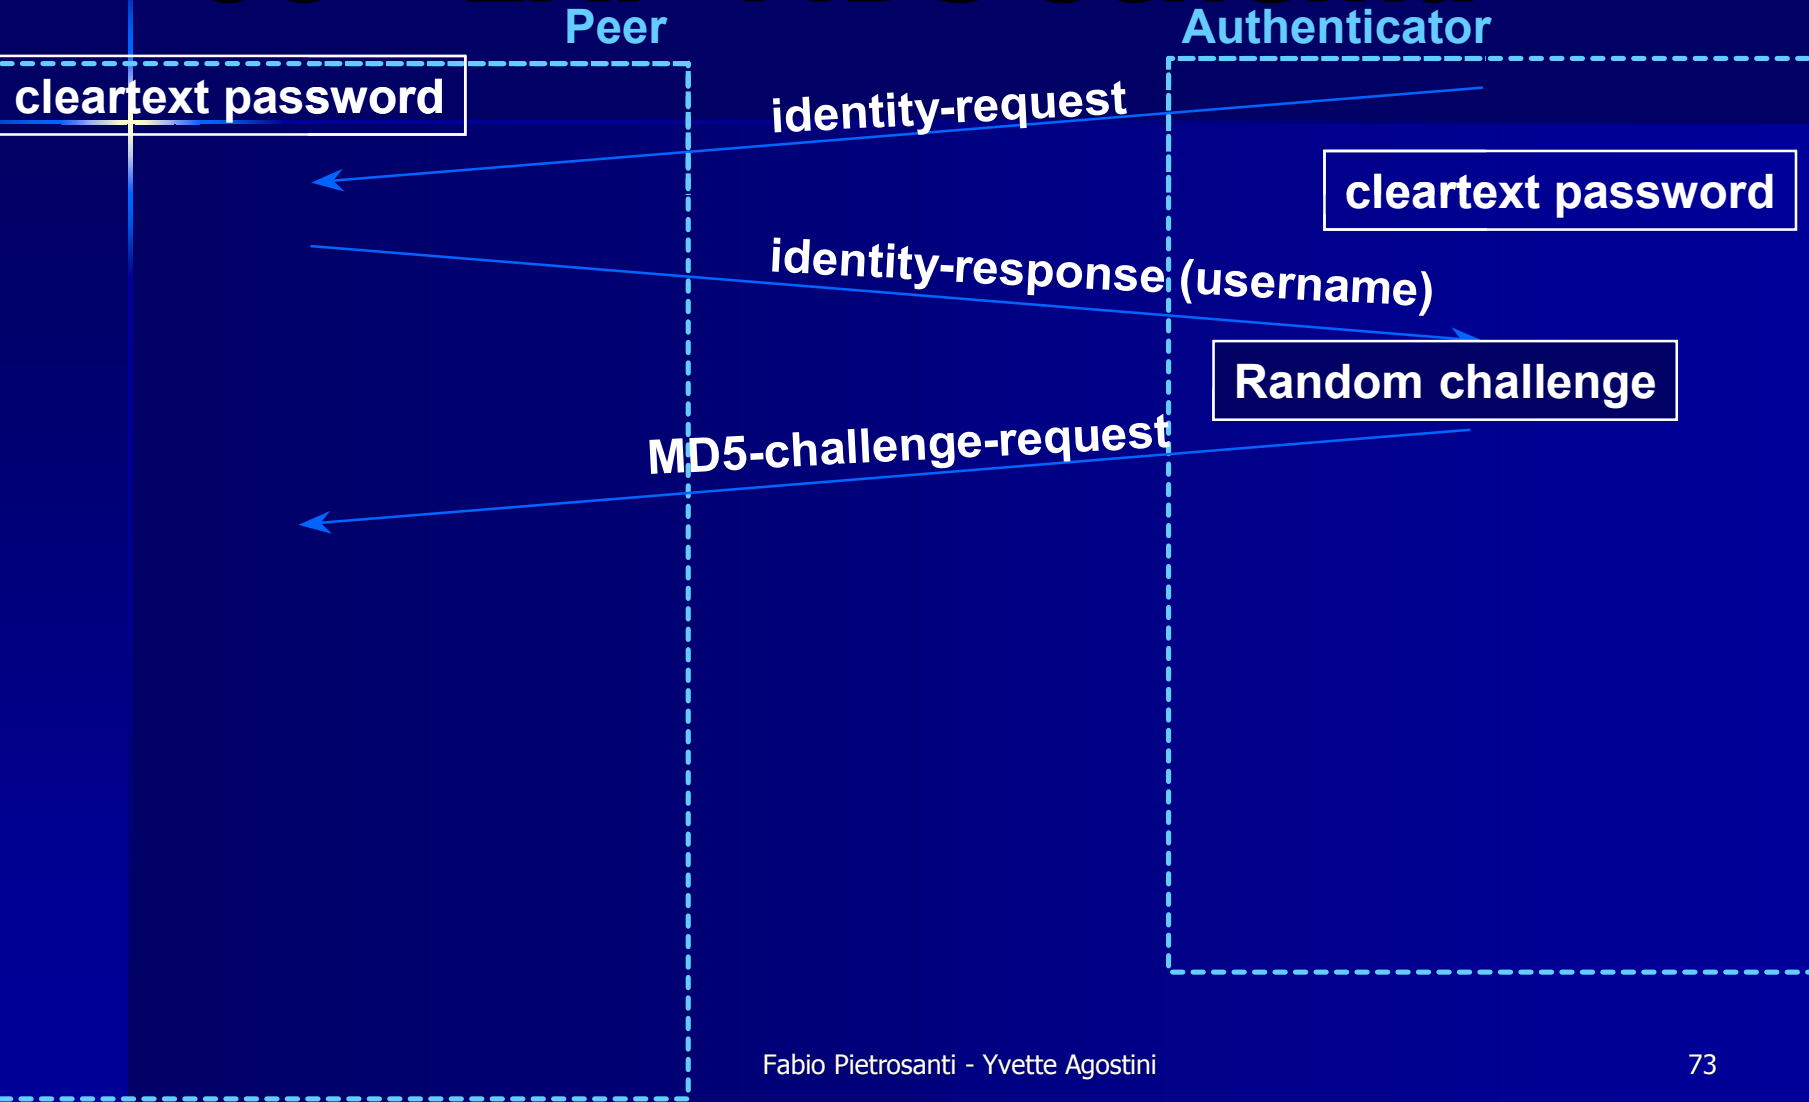 Peer
Authenticator
cleartext password
identity-request
cleartext password
identity-response (username)
Random challenge
MD5-challenge-request
Fabio Pietrosanti - Yvette Agostini
73